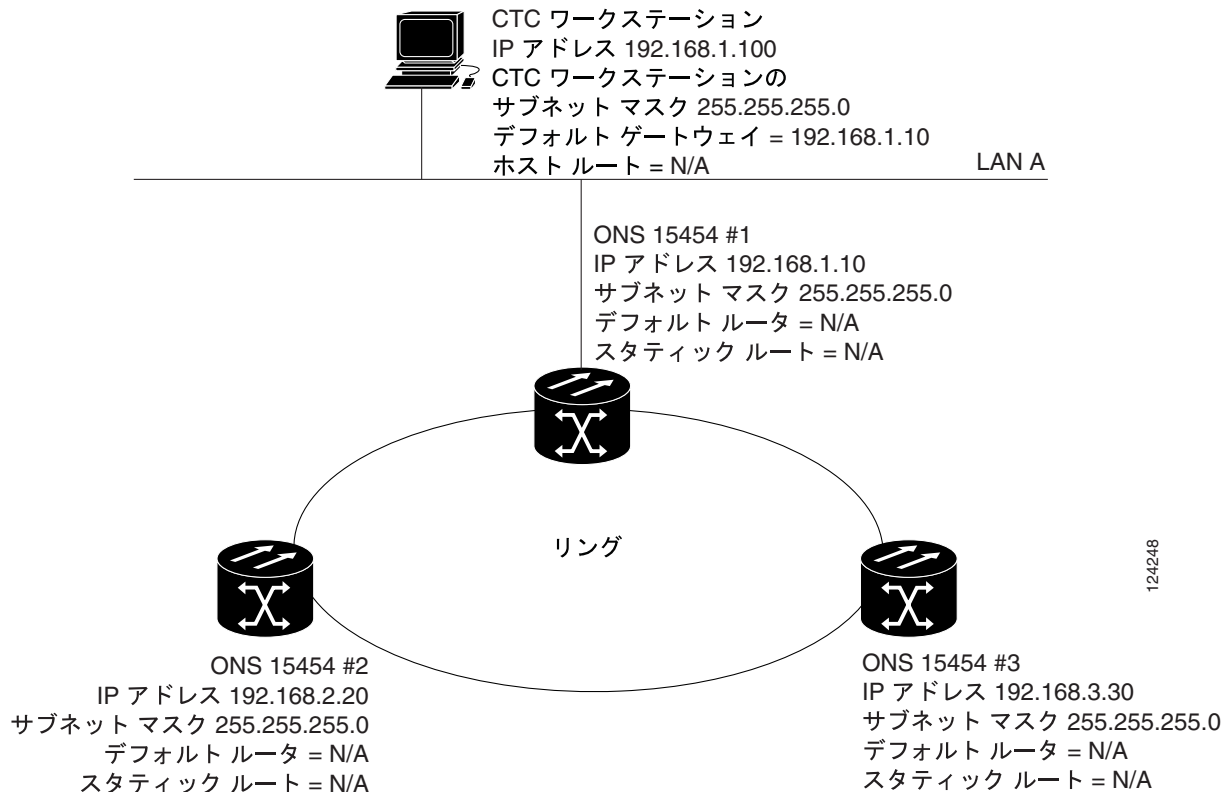 CTC ワークステーション
IP アドレス 192.168.1.100
CTC ワークステーションの
サブネット マスク 255.255.255.0
デフォルト ゲートウェイ = 192.168.1.10
ホスト ルート = N/A
LAN A
ONS 15454 #1
IP アドレス 192.168.1.10
サブネット マスク 255.255.255.0
デフォルト ルータ = N/A
スタティック ルート = N/A
リング
124248
ONS 15454 #2
IP アドレス 192.168.2.20
サブネット マスク 255.255.255.0
デフォルト ルータ = N/A
スタティック ルート = N/A
ONS 15454 #3
IP アドレス 192.168.3.30
サブネット マスク 255.255.255.0
デフォルト ルータ = N/A
スタティック ルート = N/A